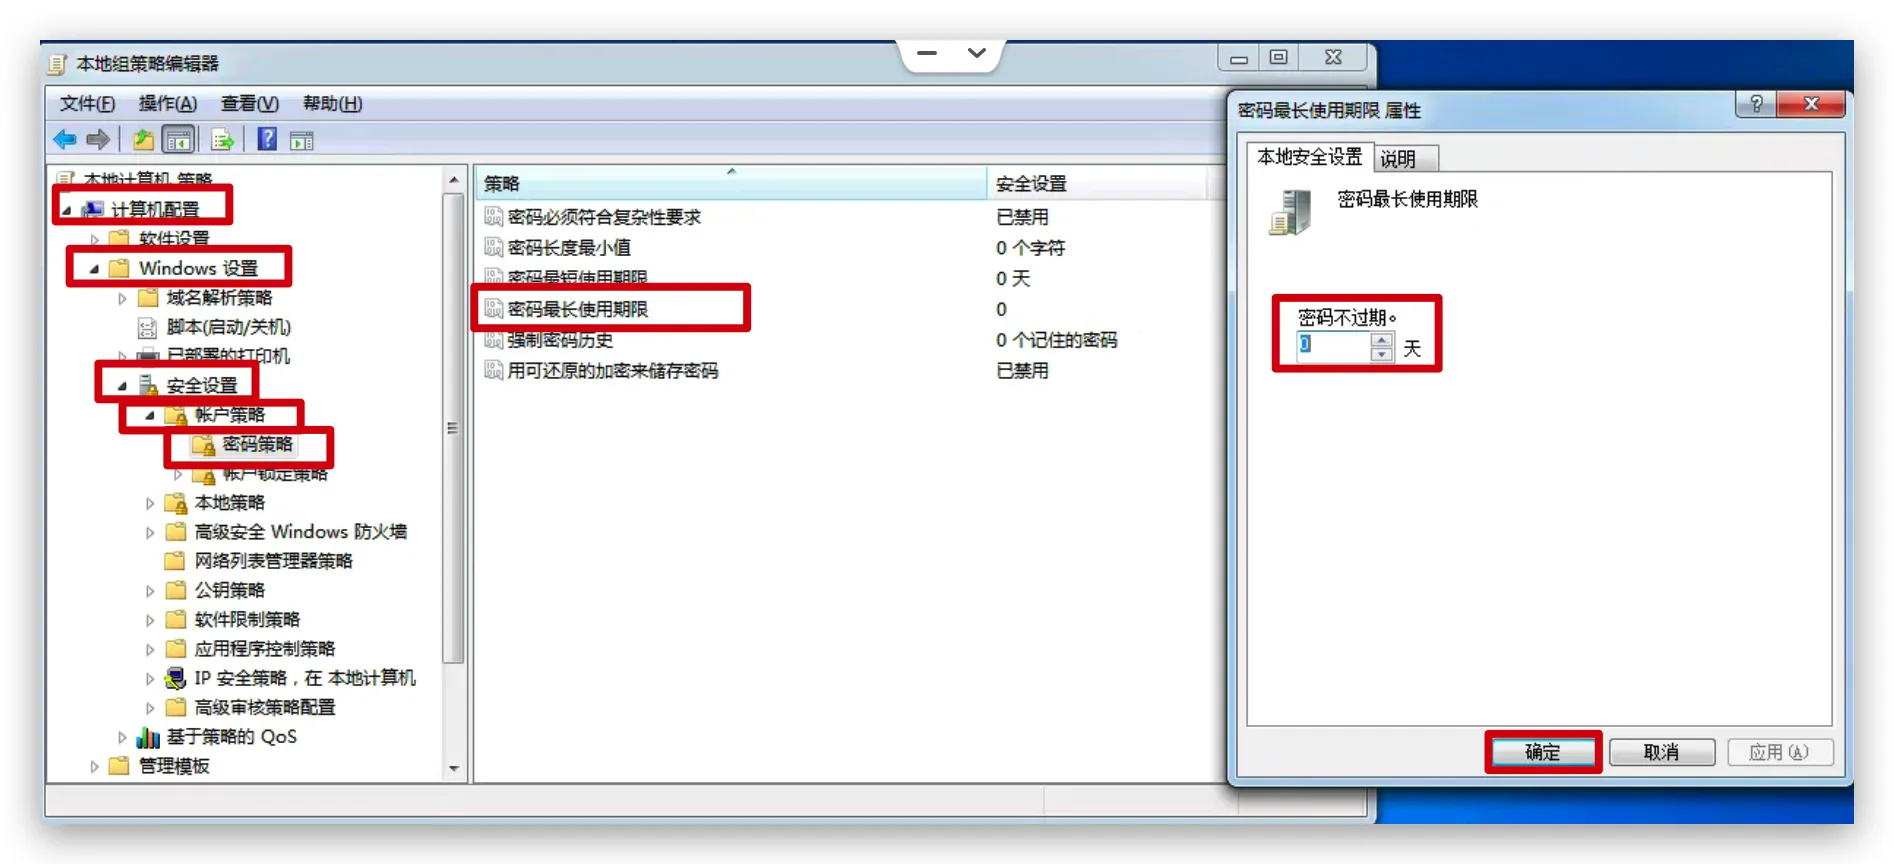 本地组策略编辑器
文件(F) 操作(A) 查看(V) 帮助(H)
本地计算机 策略
计算机配置
软件设置
Windows 设置
域名解析策略
脚本(启动/关机)
已部署的打印机
安全设置
帐户策略
密码策略
帐户锁定策略
本地策略
高级安全 Windows 防火墙
网络列表管理器策略
公钥策略
软件限制策略
应用程序控制策略
IP 安全策略，在 本地计算机
高级审核策略配置
基于策略的 QoS
管理模板
策略 安全设置
密码必须符合复杂性要求 已禁用
密码长度最小值 0 个字符
密码最短使用期限 0 天
密码最长使用期限 0
强制密码历史 0 个记住的密码
用可还原的加密来储存密码 已禁用
密码最长使用期限 属性
本地安全设置 说明
密码最长使用期限
密码不过期。
0 天
确定 取消 应用(A)